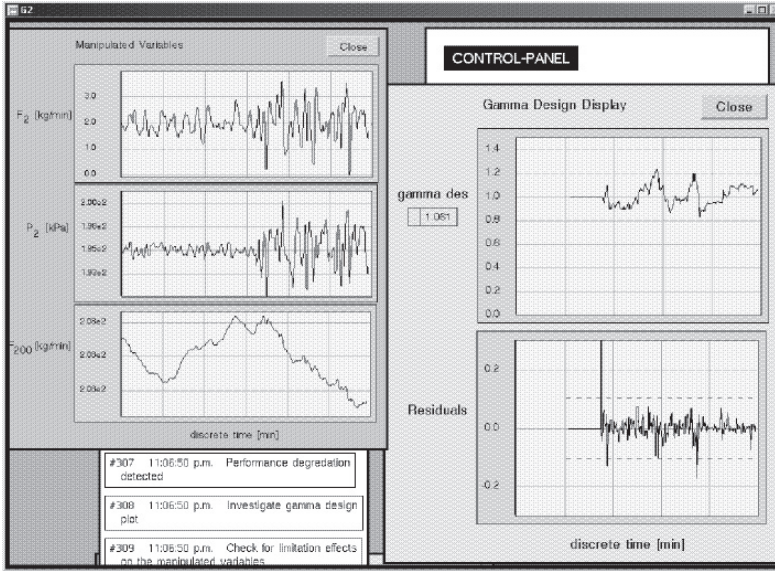 G2
Manipulated Variables
Close
F2 [kg/min]
3.0
2.0
1.0
0.0
P2 [kPa]
2.00e2
1.95e2
F200 [kg/min]
2.08e2
discrete time [min]
#307 11:06:50 p.m. Performance degredation
detected
#308 11:06:50 p.m. Investigate gamma design
plot
#309 11:06:50 p.m. Check for limitation effects
on the manipulated variables
CONTROL-PANEL
Gamma Design Display
Close
gamma des
1.061
1.4
1.2
1.0
0.8
0.6
0.4
0.2
0.0
Residuals
0.2
0.0
-0.2
discrete time [min]